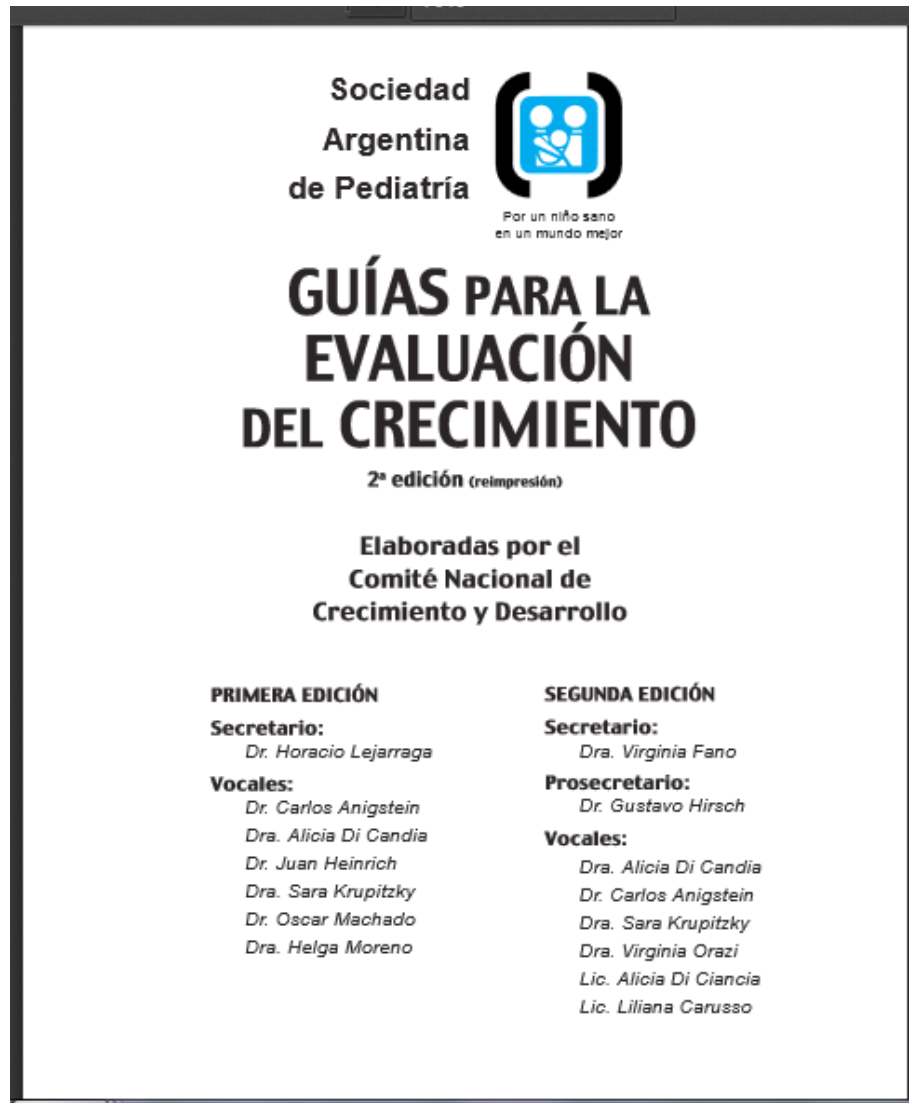 Sociedad
Argentina
de Pediatría
Por un niño sano
en un mundo mejor
GUÍAS PARA LA
EVALUACIÓN
DEL CRECIMIENTO
2ª edición (reimpresión)
Elaboradas por el
Comité Nacional de
Crecimiento y Desarrollo
PRIMERA EDICIÓN
Secretario:
Dr. Horacio Lejarraga
Vocales:
Dr. Carlos Anigstein
Dra. Alicia Di Candia
Dr. Juan Heinrich
Dra. Sara Krupitzky
Dr. Oscar Machado
Dra. Helga Moreno
SEGUNDA EDICIÓN
Secretario:
Dra. Virginia Fano
Prosecretario:
Dr. Gustavo Hirsch
Vocales:
Dra. Alicia Di Candia
Dr. Carlos Anigstein
Dra. Sara Krupitzky
Dra. Virginia Orazi
Lic. Alicia Di Ciancia
Lic. Liliana Carusso